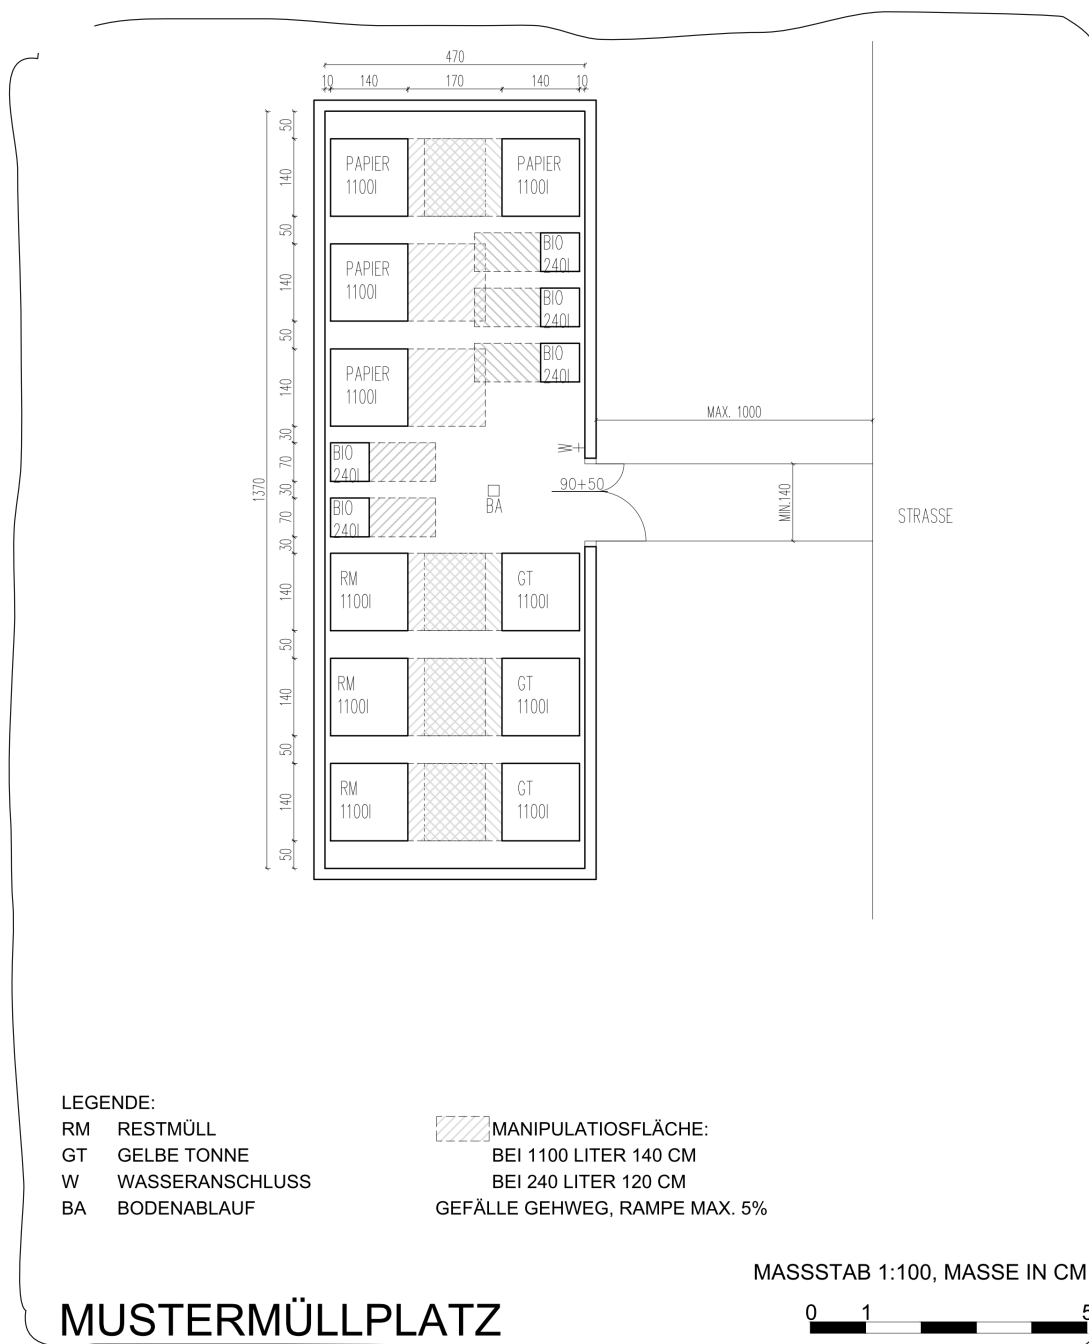 470
10 140 170 140 10
50
PAPIER
1100l
PAPIER
1100l
140
50
BIO
240l
PAPIER
1100l
140
BIO
240l
50
BIO
240l
PAPIER
1100l
140
MAX. 1000
30
W
BIO
240l
70
90+50
1370
30
BA
MIN.140
BIO
240l
70
STRASSE
30
RM
1100l
GT
1100l
140
50
RM
1100l
GT
1100l
140
50
RM
1100l
GT
1100l
140
50
LEGENDE:
RM RESTMÜLL
GT GELBE TONNE
W WASSERANSCHLUSS
BA BODENABLAUF
MANIPULATIOSFLÄCHE:
BEI 1100 LITER 140 CM
BEI 240 LITER 120 CM
GEFÄLLE GEHWEG, RAMPE MAX. 5%
MASSSTAB 1:100, MASSE IN CM
MUSTERMÜLLPLATZ
0 1 5